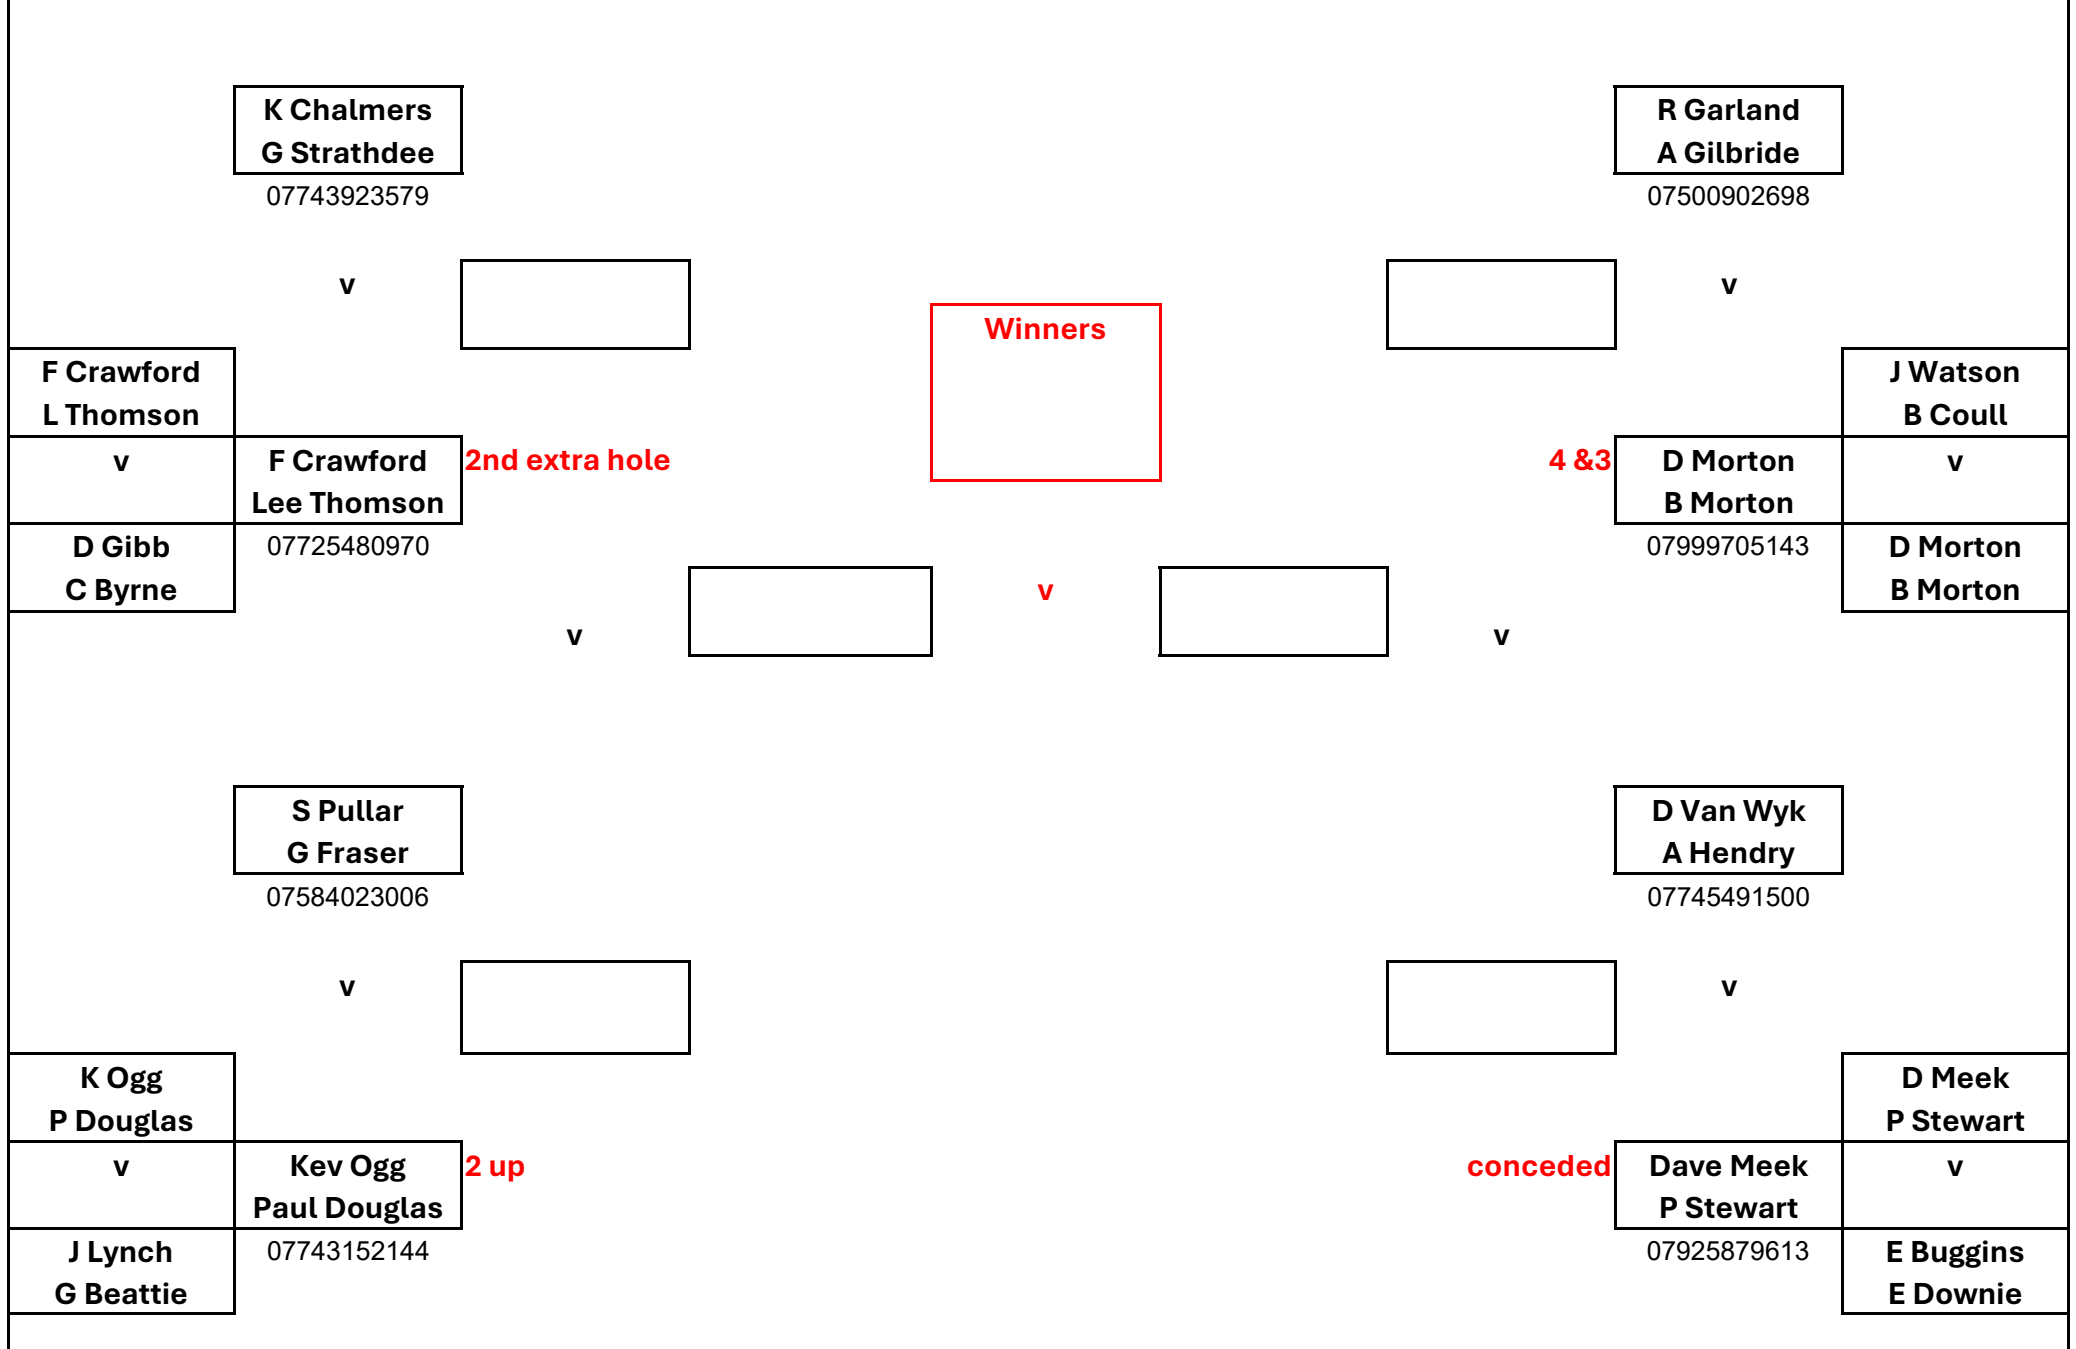 K Chalmers
G Strathdee
07743923579
v
F Crawford
L Thomson
v
F Crawford
Lee Thomson
2nd extra hole
D Gibb
C Byrne
07725480970
v
S Pullar
G Fraser
07584023006
v
K Ogg
P Douglas
v
Kev Ogg
Paul Douglas
2 up
J Lynch
G Beattie
07743152144
Winners
v
R Garland
A Gilbride
07500902698
v
J Watson
B Coull
4 &3
D Morton
B Morton
v
07999705143
D Morton
B Morton
v
D Van Wyk
A Hendry
07745491500
v
D Meek
P Stewart
conceded
Dave Meek
P Stewart
v
07925879613
E Buggins
E Downie